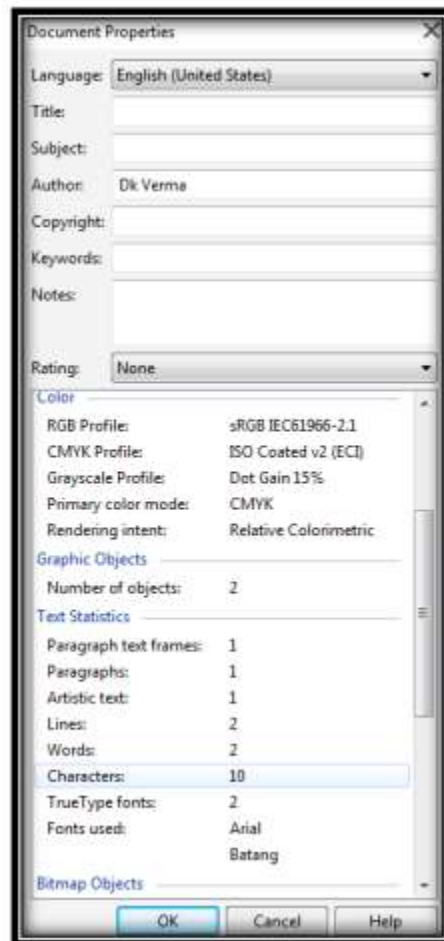 Document Properties
Language: English (United States)
Title:
Subject:
Author: Dk Verma
Copyright:
Keywords:
Notes:
Rating: None
Color
RGB Profile: sRGB IEC61966-2.1
CMYK Profile: ISO Coated v2 (ECI)
Grayscale Profile: Dot Gain 15%
Primary color mode: CMYK
Rendering intent: Relative Colorimetric
Graphic Objects
Number of objects: 2
Text Statistics
Paragraph text frames: 1
Paragraphs: 1
Artistic text: 1
Lines: 2
Words: 2
Characters: 10
TrueType fonts: 2
Fonts used: Arial
Batang
Bitmap Objects
OK Cancel Help